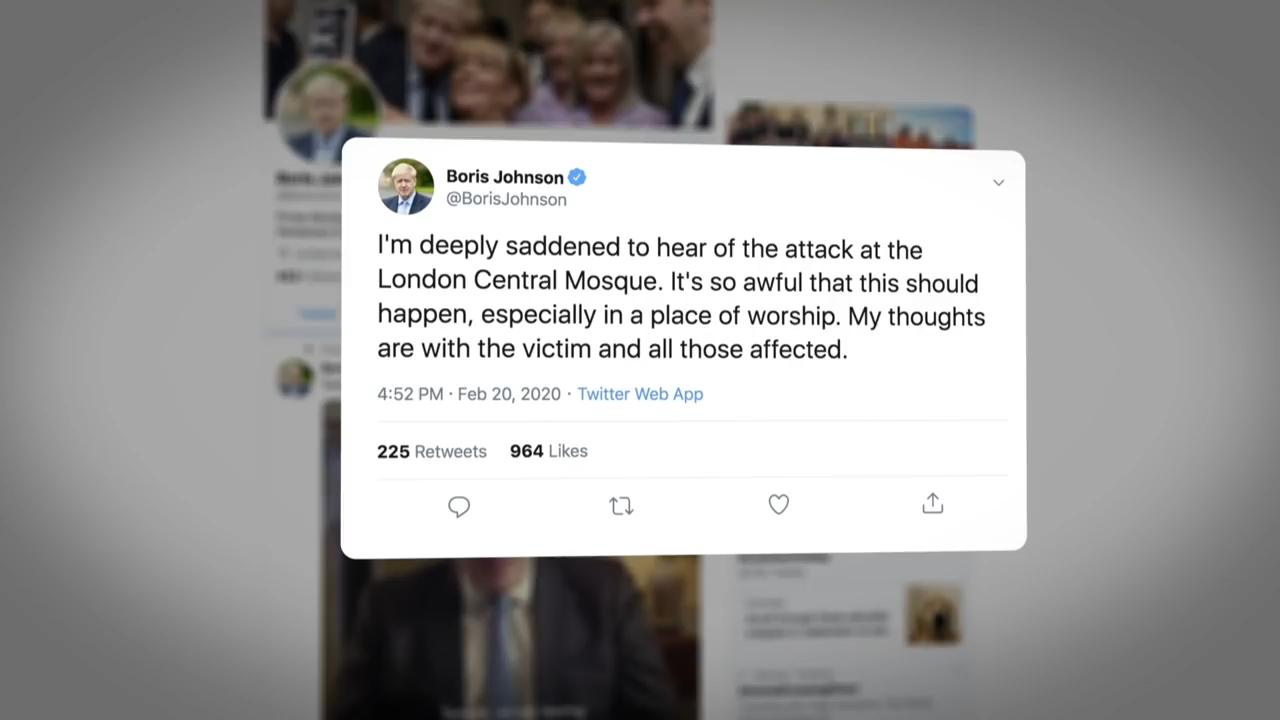 Boris Johnson
@BorisJohnson
I'm deeply saddened to hear of the attack at the
London Central Mosque. It's so awful that this should
happen, especially in a place of worship. My thoughts
are with the victim and all those affected.
4:52 PM · Feb 20, 2020 · Twitter Web App
225 Retweets 964 Likes